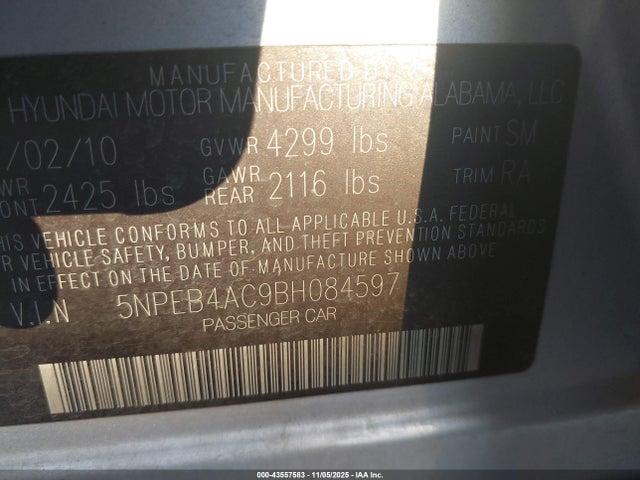 MANUFACTURED BY
HYUNDAI MOTOR MANUFACTURING ALABAMA, LLC
/02/10 GVWR 4299 lbs PAINT SM
WR ONT 2425 lbs GAWR REAR 2116 lbs TRIM RA
HIS VEHICLE CONFORMS TO ALL APPLICABLE U.S.A. FEDERAL
R VEHICLE SAFETY, BUMPER, AND THEFT PREVENTION STANDARDS
IN EFFECT ON THE DATE OF MANUFACTURE SHOWN ABOVE
V.I.N 5NPEB4AC9BH084597
PASSENGER CAR
000-43557583 - 11/05/2025 - IAA Inc.